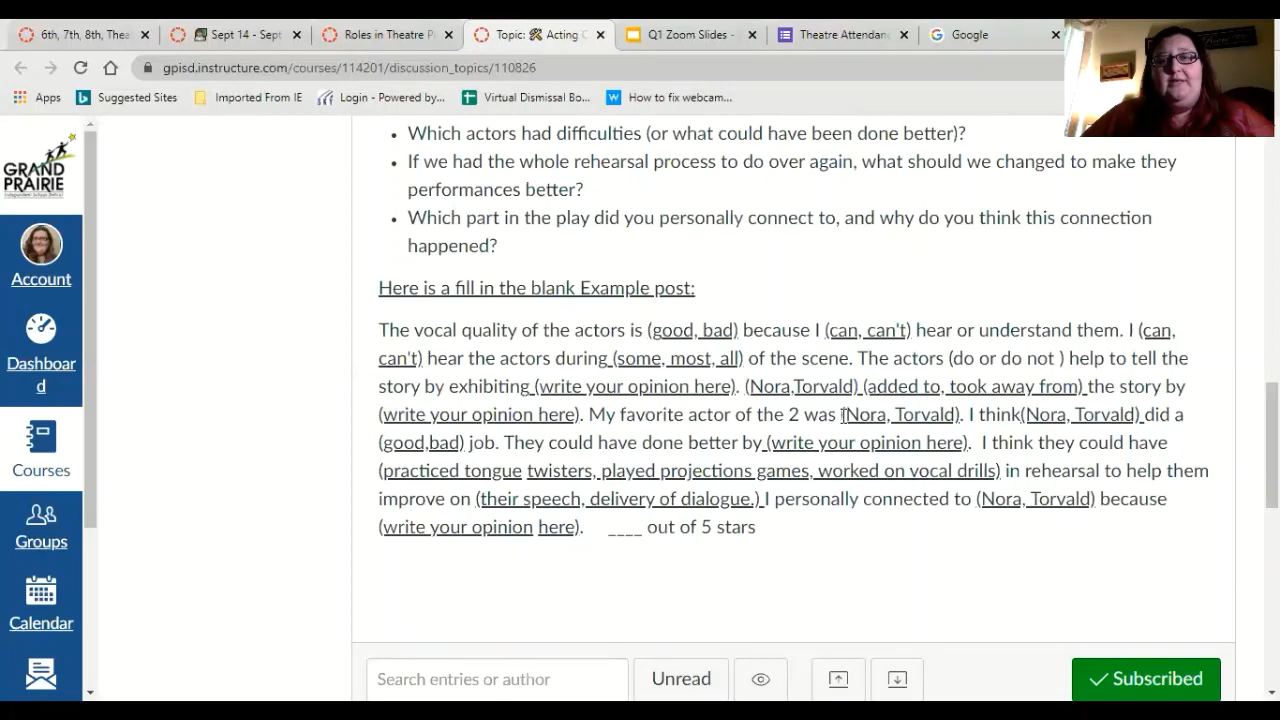 6th, 7th, 8th, Thea
Sept 14 - Sept
Roles in Theatre P
Topic: Acting C
Q1 Zoom Slides -
Theatre Attendanc
Google
gpisd.instructure.com/courses/114201/discussion_topics/110826
Apps
Suggested Sites
Imported From IE
Login - Powered by...
Virtual Dismissal Bo...
How to fix webcam...
GRAND
PRAIRIE
Account
Dashboar
d
Courses
Groups
Calendar
• Which actors had difficulties (or what could have been done better)?
• If we had the whole rehearsal process to do over again, what should we changed to make they
performances better?
• Which part in the play did you personally connect to, and why do you think this connection
happened?
Here is a fill in the blank Example post:
The vocal quality of the actors is (good, bad) because I (can, can't) hear or understand them. I (can,
can't) hear the actors during (some, most, all) of the scene. The actors (do or do not ) help to tell the
story by exhibiting (write your opinion here). (Nora,Torvald) (added to, took away from) the story by
(write your opinion here). My favorite actor of the 2 was (Nora, Torvald). I think(Nora, Torvald) did a
(good,bad) job. They could have done better by (write your opinion here). I think they could have
(practiced tongue twisters, played projections games, worked on vocal drills) in rehearsal to help them
improve on (their speech, delivery of dialogue.) I personally connected to (Nora, Torvald) because
(write your opinion here). ____ out of 5 stars
Search entries or author
Unread
Subscribed